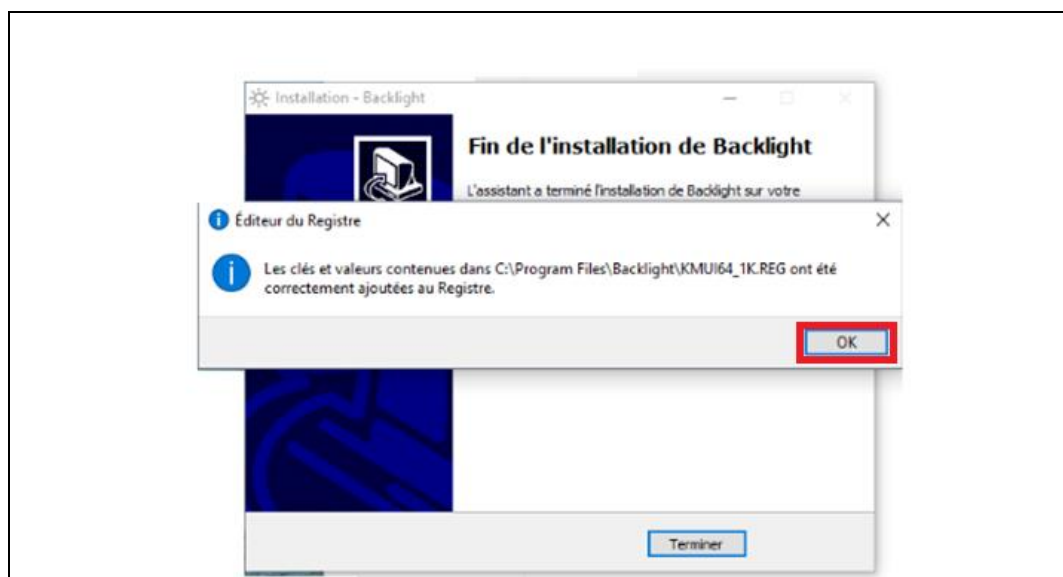 Installation - Backlight
Fin de l'installation de Backlight
L'assistant a terminé l'installation de Backlight sur votre
Éditeur du Registre
Les clés et valeurs contenues dans C:\Program Files\Backlight\KMUI64_1K.REG ont été
correctement ajoutées au Registre.
OK
Terminer